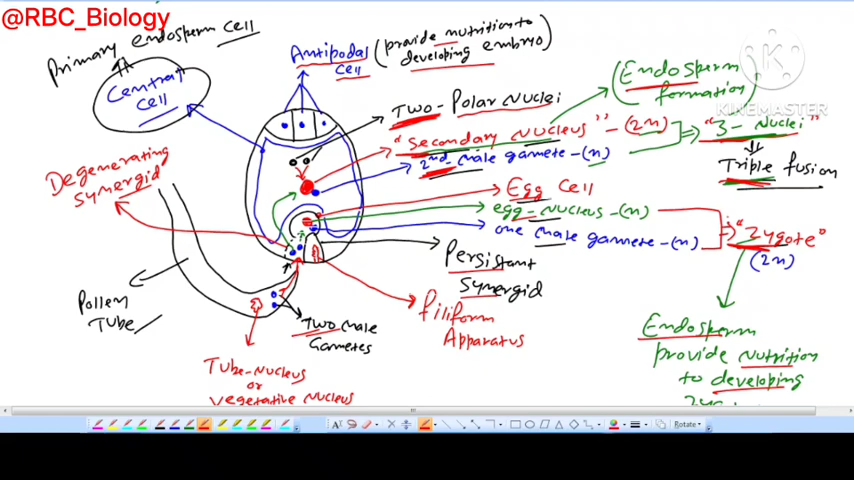 @RBC_Biology
Primary endosperm cell
Central
cell
Antipodal
cell
(provide nutrition to
developing embryo)
Two-Polar Nuclei
"Secondary Nucleus"-(2n)
2nd male gamete-(n)
(Endosperm
formation)
"3-Nuclei"
Triple fusion
KINEMASTER
Degenerating
synergid
Egg Cell
egg-nucleus-(n)
one male gamete-(n)
"Zygote"
(2n)
Persistant
Synergid
Filiform
Apparatus
Pollen
Tube
Two male
Gametes
Tube-Nucleus
or
vegetative Nucleus
Endosperm
provide nutrition
to developing
Rotate